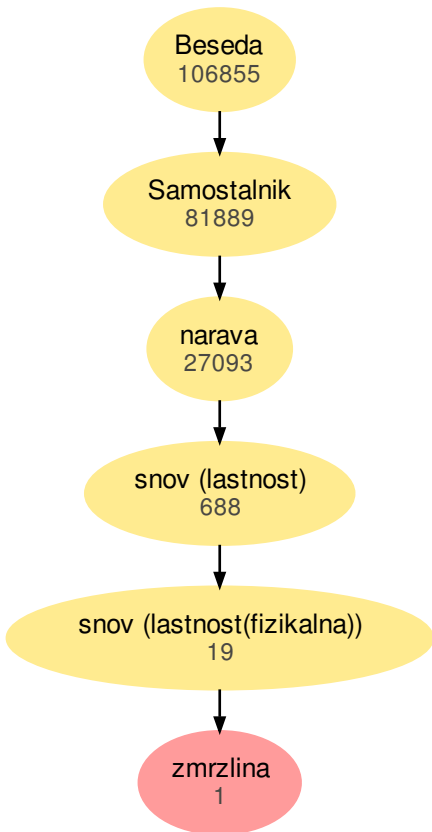 Beseda
106855
Samostalnik
81889
narava
27093
snov (lastnost)
688
snov (lastnost(fizikalna))
19
zmrzlina
1